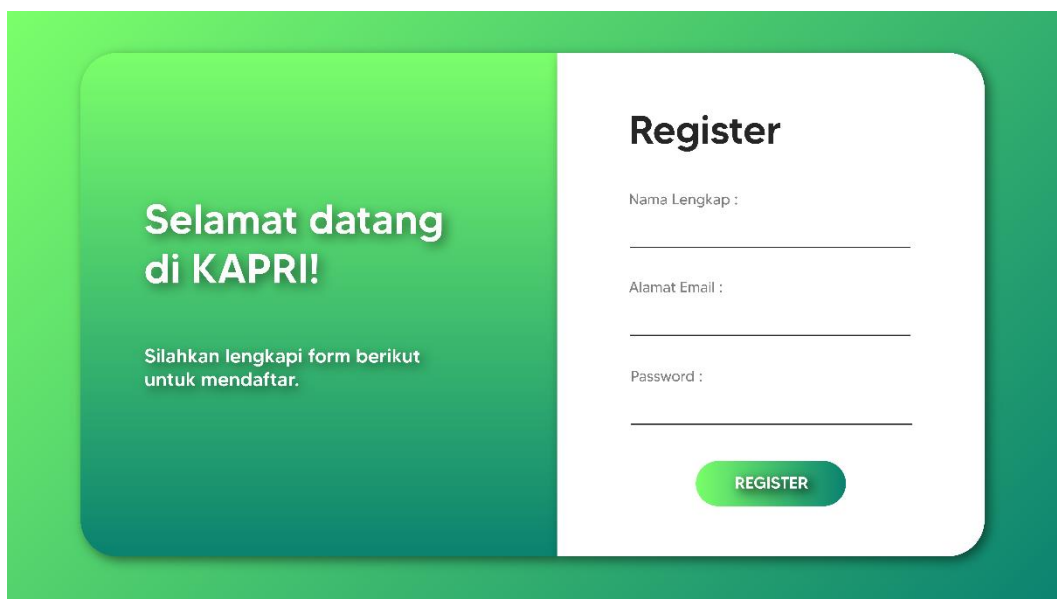 Selamat datang
di KAPRI!
Silahkan lengkapi form berikut
untuk mendaftar.
Register
Nama Lengkap :
Alamat Email :
Password :
REGISTER